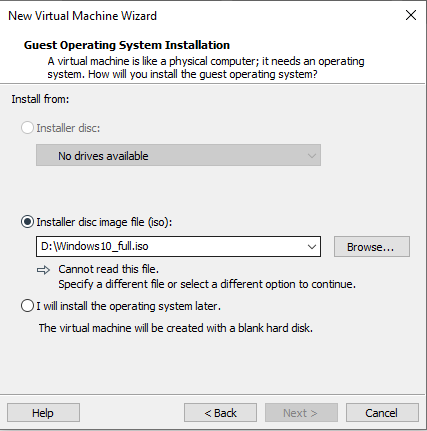 New Virtual Machine Wizard
Guest Operating System Installation
A virtual machine is like a physical computer; it needs an operating
system. How will you install the guest operating system?
Install from:
Installer disc:
No drives available
Installer disc image file (iso):
D:\Windows10_full.iso
Browse...
Cannot read this file.
Specify a different file or select a different option to continue.
I will install the operating system later.
The virtual machine will be created with a blank hard disk.
Help
< Back
Next >
Cancel